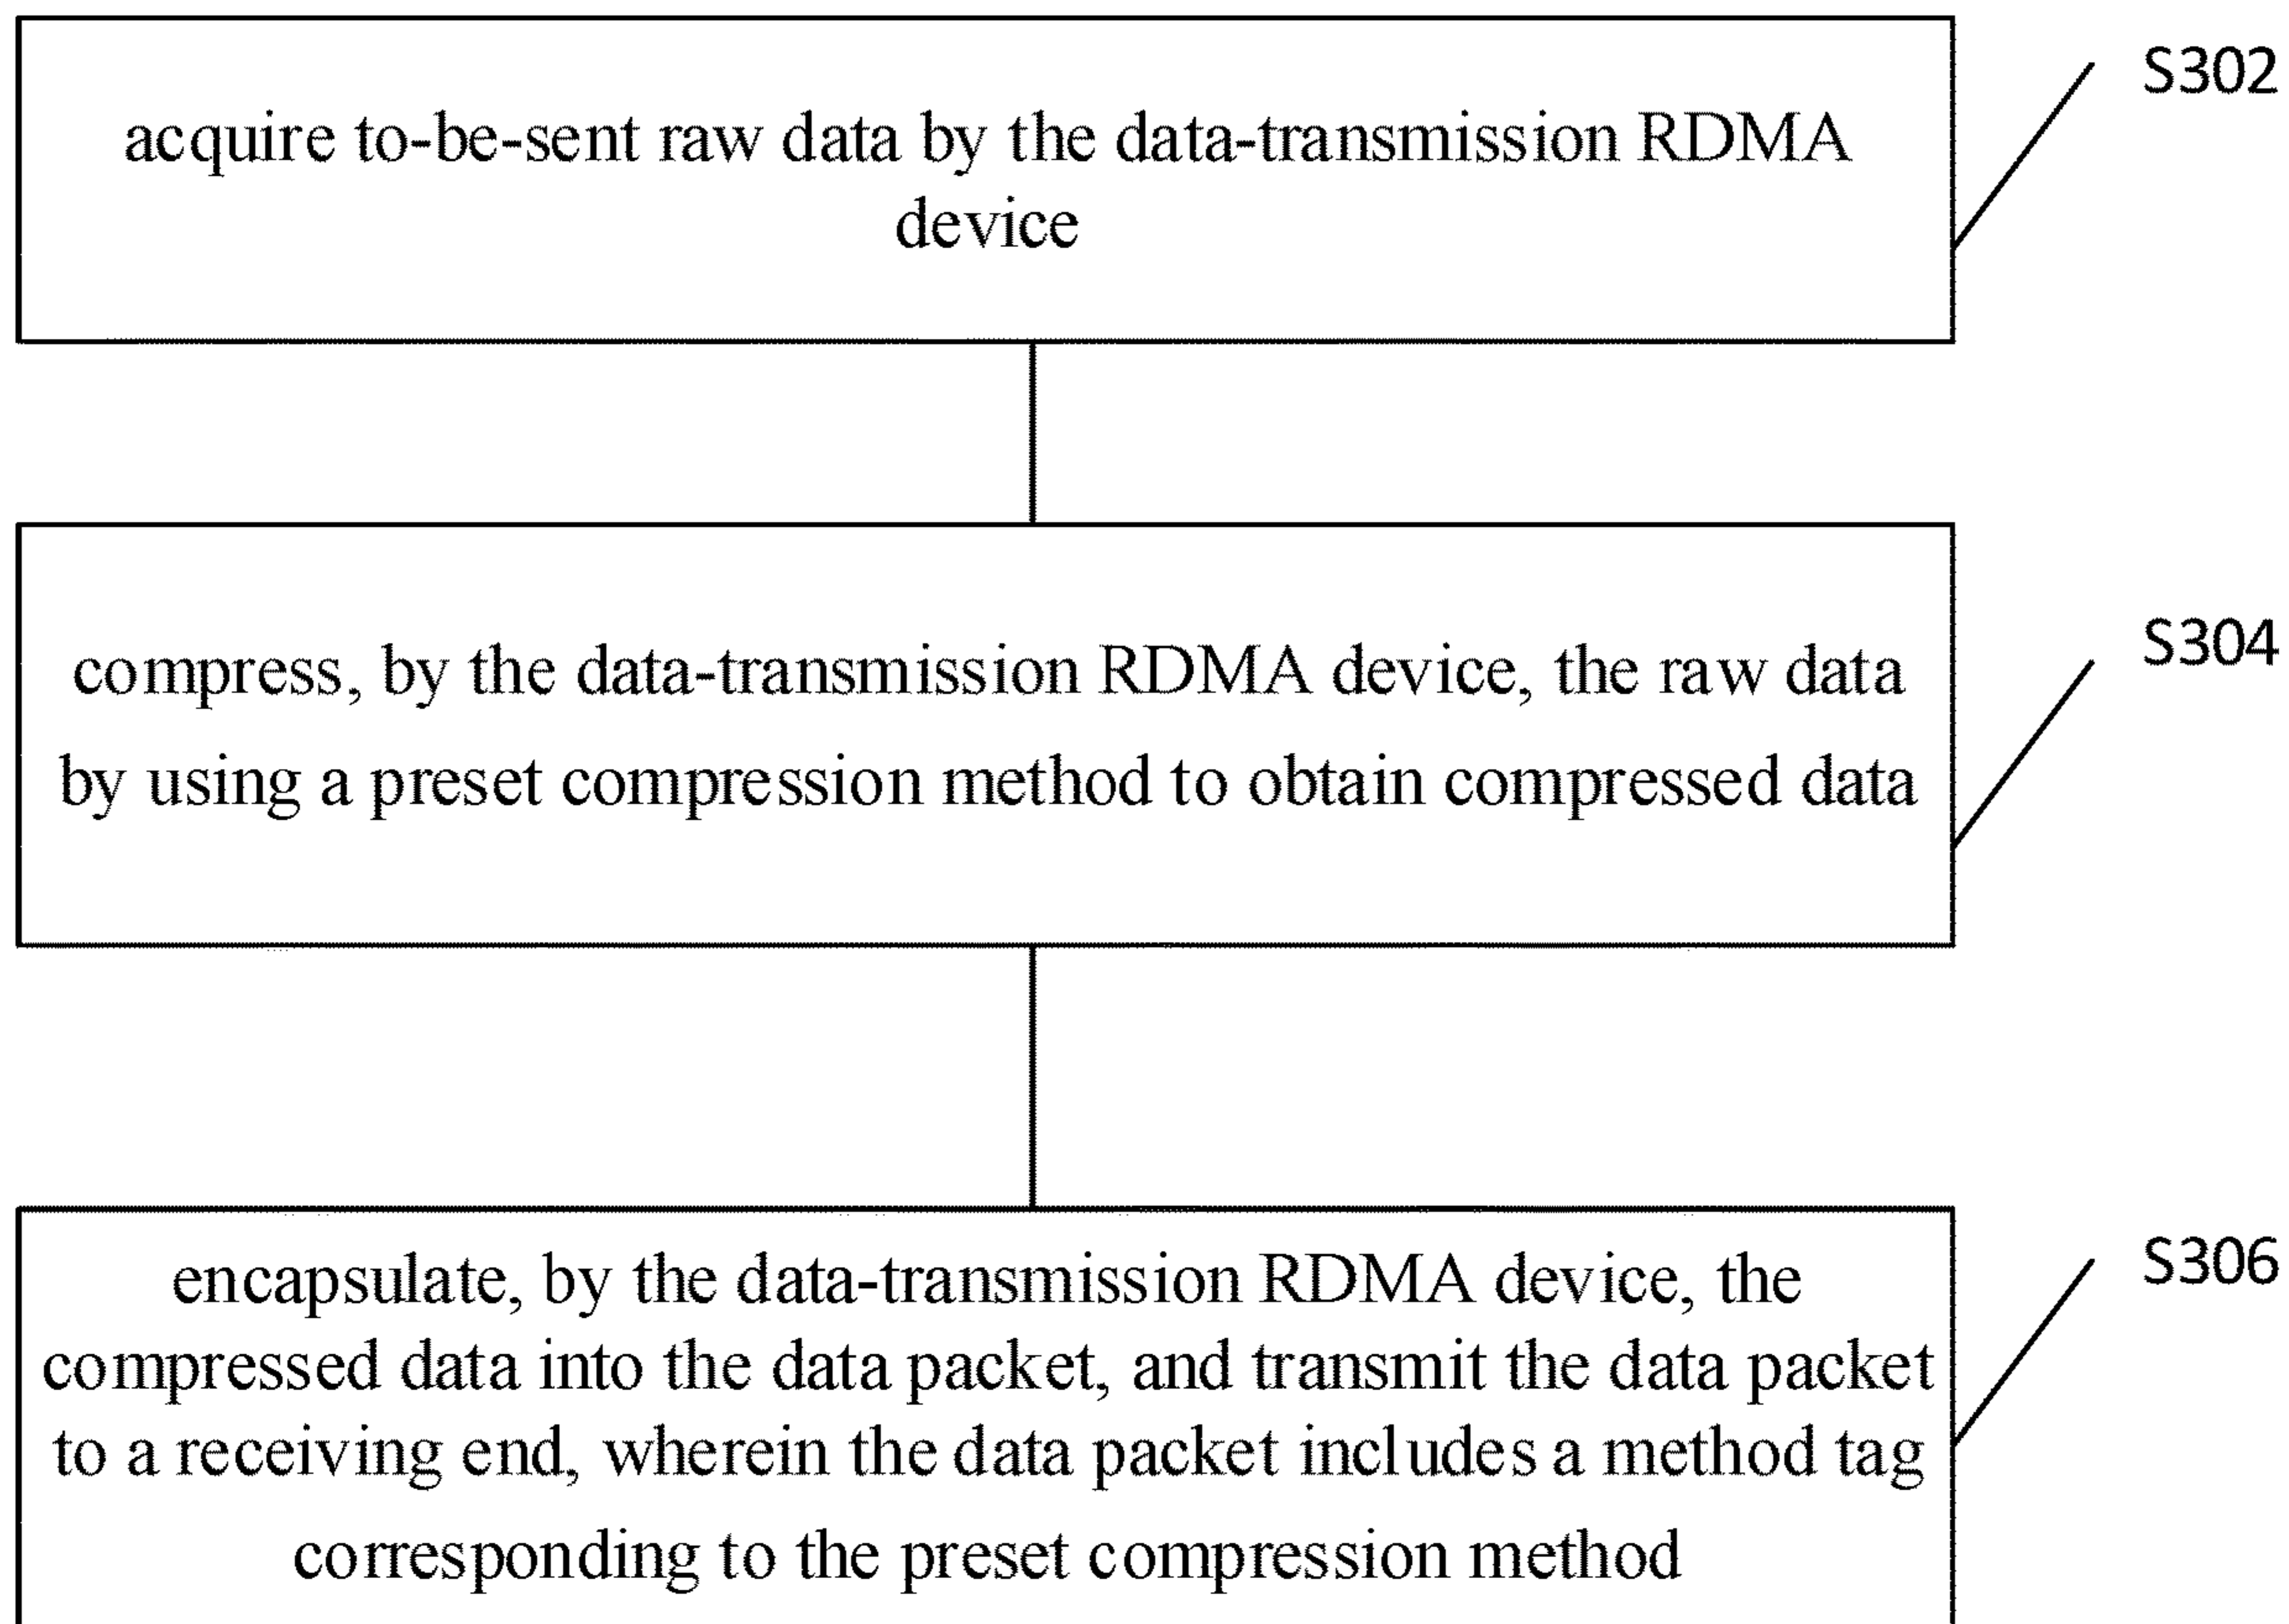 acquire to-be-sent raw data by the data-transmission RDMA
device
S302
compress, by the data-transmission RDMA device, the raw data
by using a preset compression method to obtain compressed data
S304
encapsulate, by the data-transmission RDMA device, the
compressed data into the data packet, and transmit the data packet
to a receiving end, wherein the data packet includes a method tag
corresponding to the preset compression method
S306